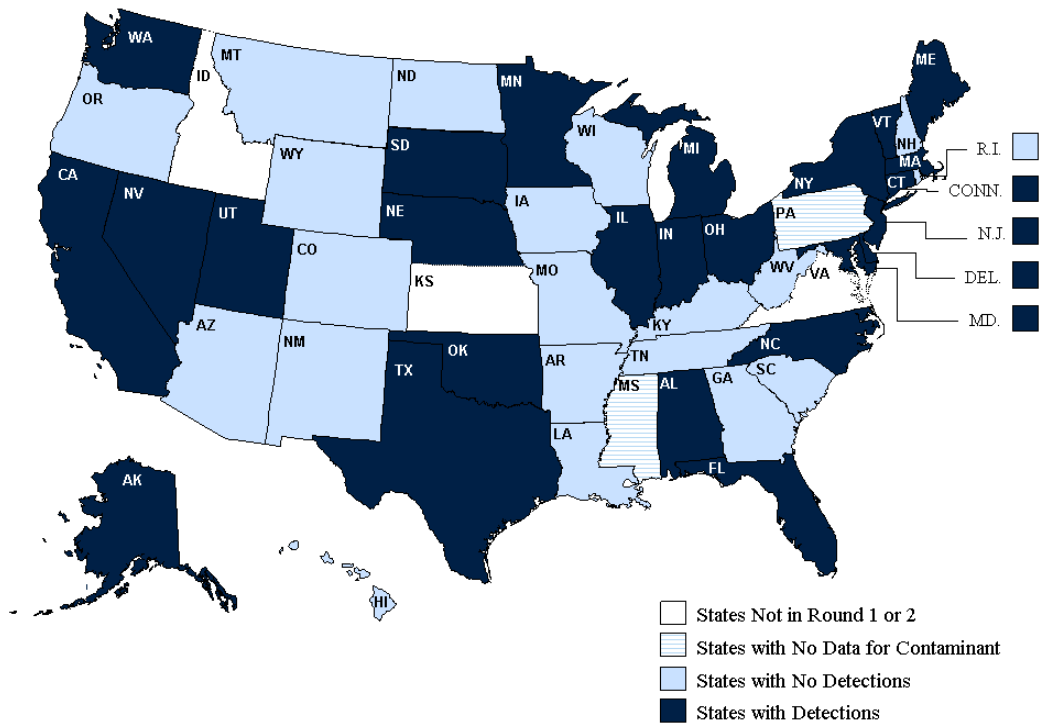 WA
MT
ND
MN
ME
ID
OR
VT
WI
NH
SD
MI
MA
R.I.
WY
CA
NY
CT
CONN.
NV
NE
IA
UT
PA
IL
IN
OH
N.J.
CO
WV
VA
MO
DEL.
KS
AZ
KY
MD.
NM
OK
NC
AR
TN
TX
SC
MS
AL
GA
LA
FL
AK
HI
States Not in Round 1 or 2
States with No Data for Contaminant
States with No Detections
States with Detections